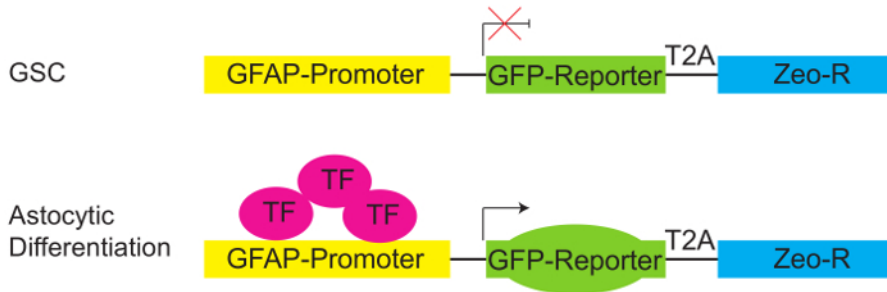 T2A
GSC GFAP-Promoter GFP-Reporter Zeo-R
TF
TF TF
Astocytic
Differentiation
T2A
GFAP-Promoter GFP-Reporter Zeo-R